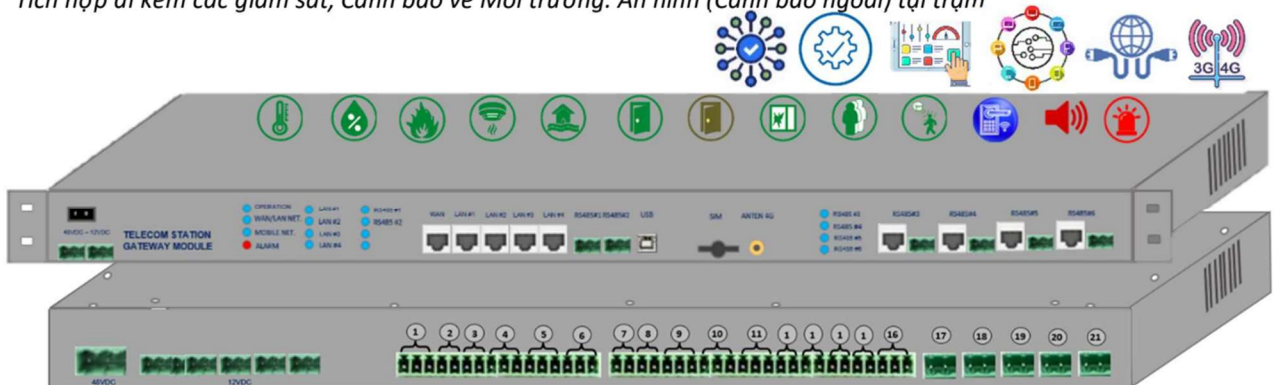 Tích hợp đi kèm các giám sát, Cảnh báo về Môi trường. An ninh (Cảnh báo ngoài) tại trạm
3G 4G
48VDC – 12VDC
TELECOM STATION
GATEWAY MODULE
OPERATION
WAN/LAN NET.
MOBILE NET.
ALARM
LAN #1
LAN #2
LAN #3
LAN #4
RS485 #1
RS485 #2
WAN LAN #1 LAN #2 LAN #3 LAN #4 RS485#1 RS485#2 USB
SIM ANTEN 4G
RS485 #3
RS485 #4
RS485 #5
RS485 #6
RS485#3 RS485#4 RS485#5 RS485#6
1 2 3 4 5 6 7 8 9 10 11 1 1 1 1 16 17 18 19 20 21
48VDC 12VDC